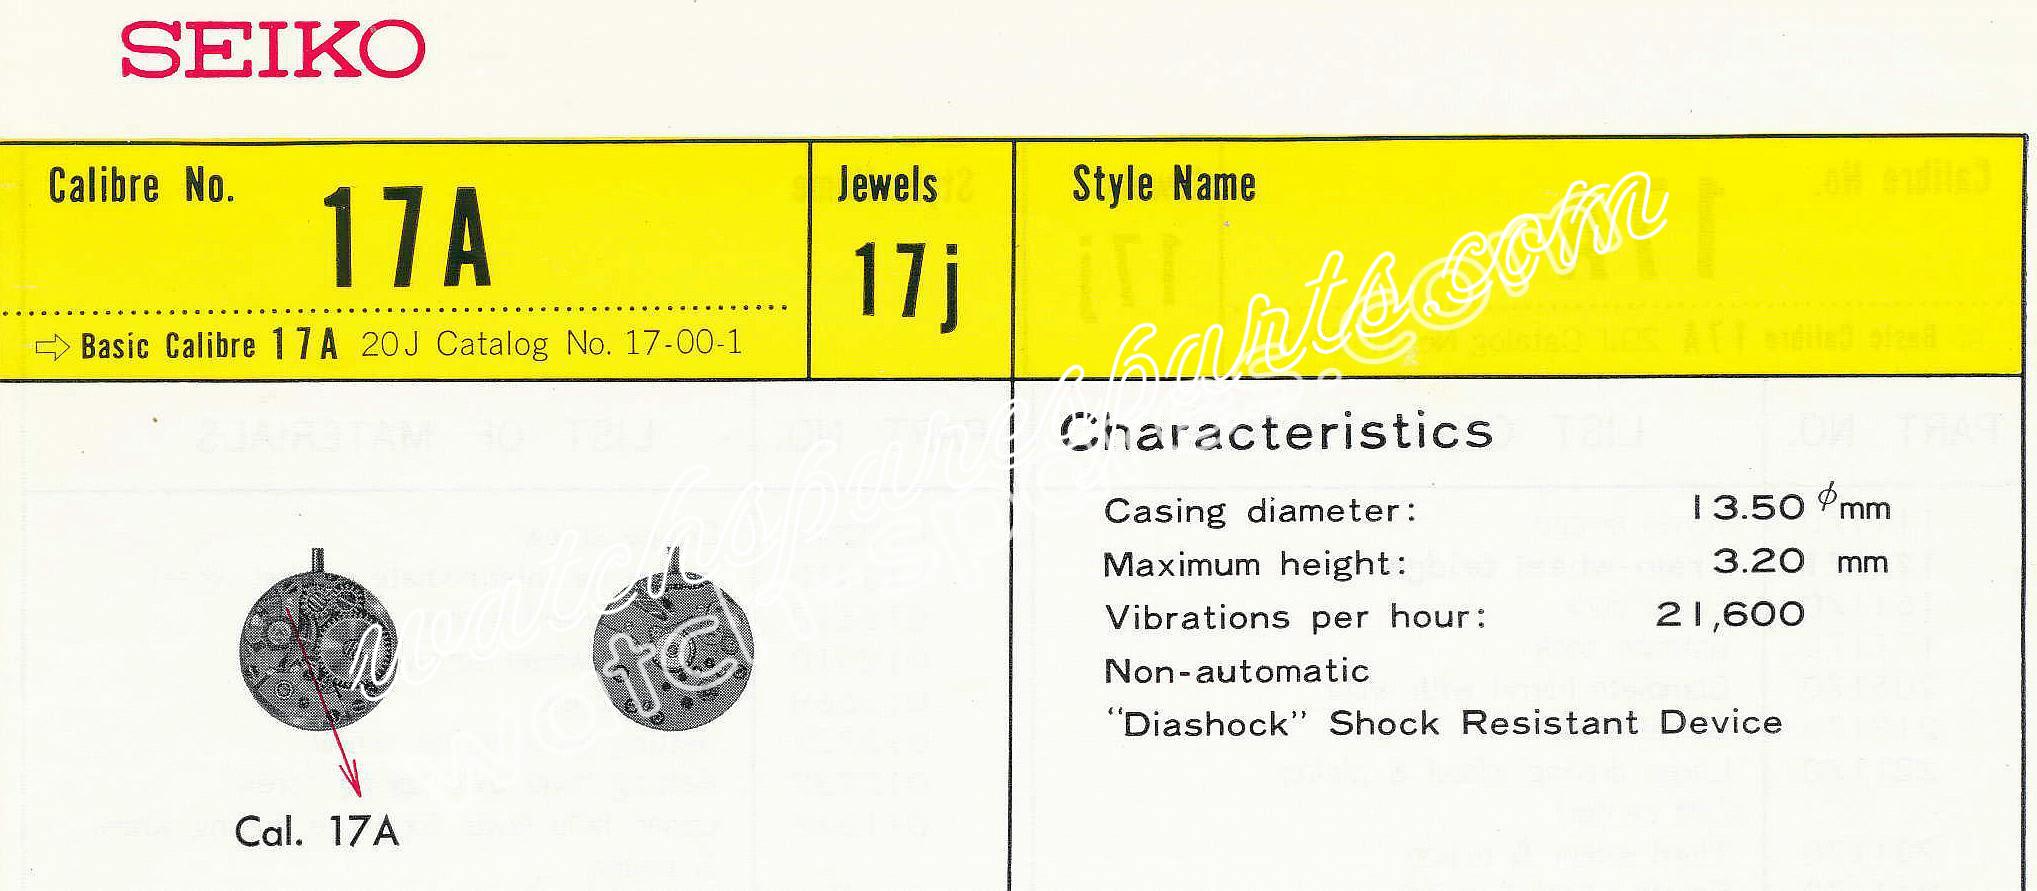 SEIKO
Calibre No. 17A
⇨ Basic Calibre 17A 20J Catalog No. 17-00-1
Jewels
17j
Style Name
Characteristics
Casing diameter: 13.50 φmm
Maximum height: 3.20 mm
Vibrations per hour: 21,600
Non-automatic
"Diashock" Shock Resistant Device
Cal. 17A
watchspareparts.com